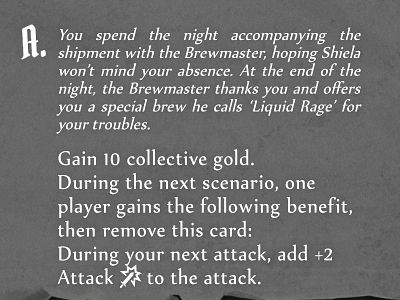 A. You spend the night accompanying the
shipment with the Brewmaster, hoping Shiela
won't mind your absence. At the end of the
night, the Brewmaster thanks you and offers
you a special brew he calls 'Liquid Rage' for
your troubles.
Gain 10 collective gold.
During the next scenario, one
player gains the following benefit,
then remove this card:
During your next attack, add +2
Attack to the attack.